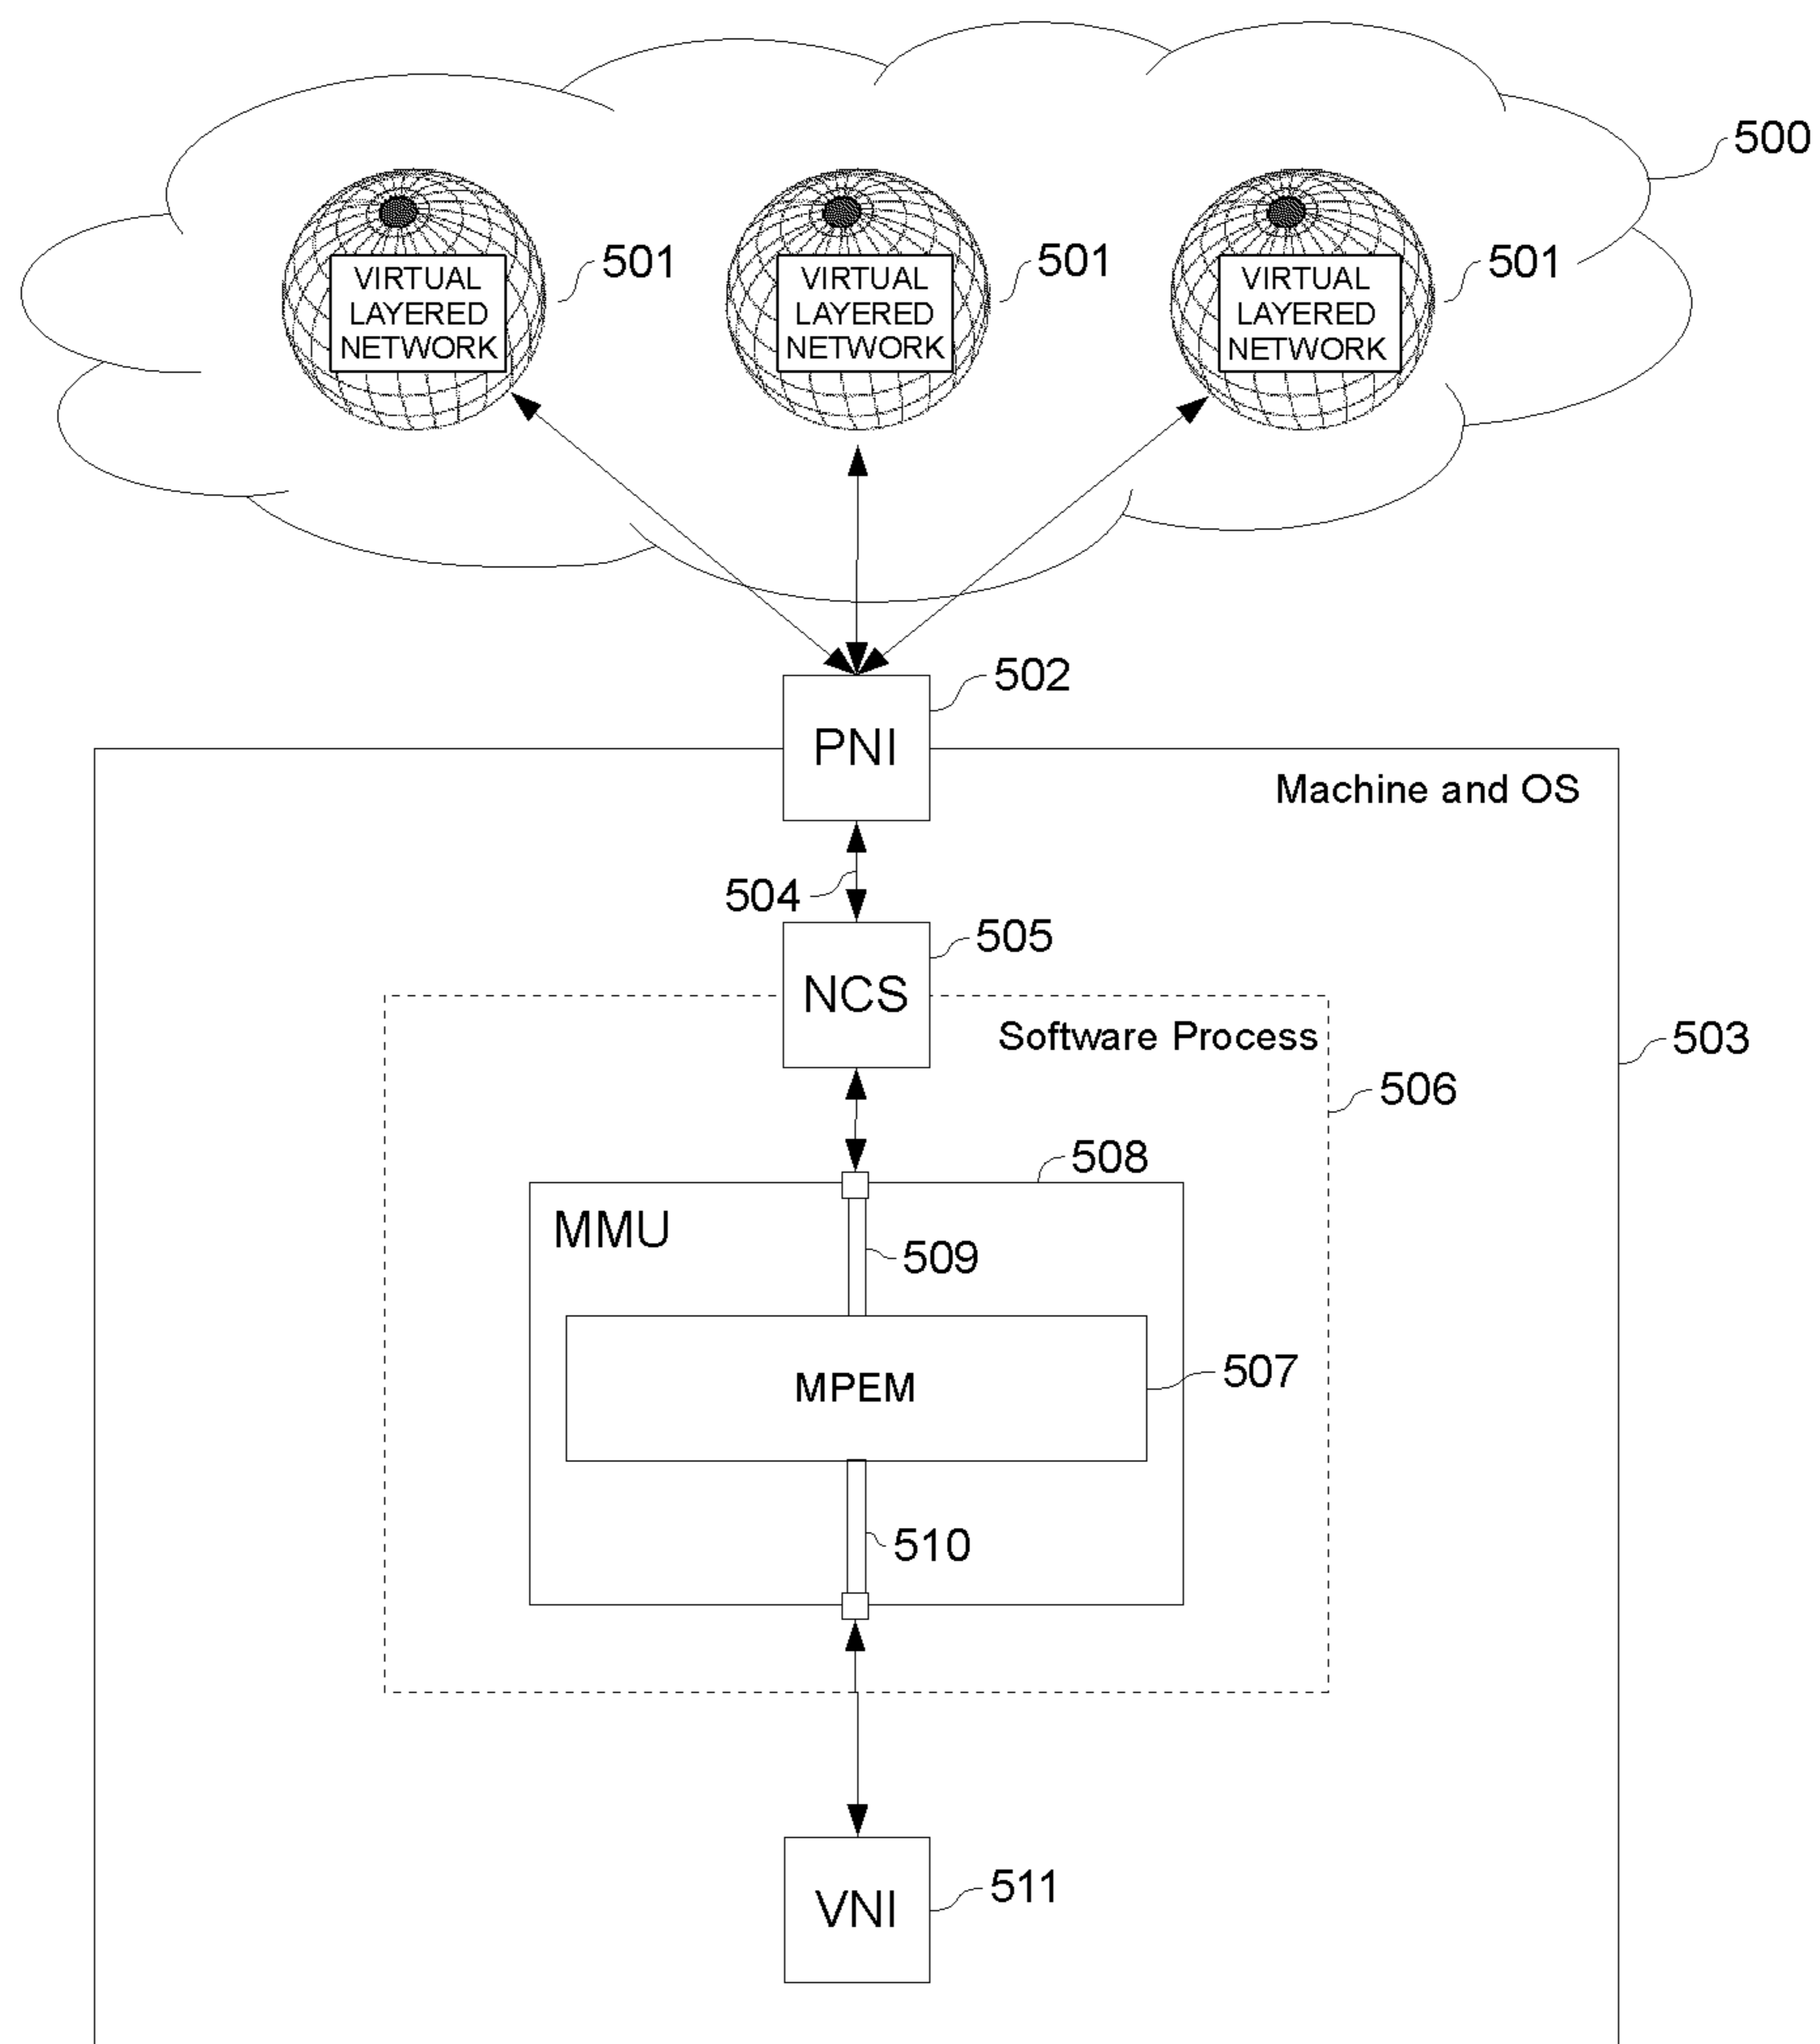 500
501
501
501
VIRTUAL
LAYERED
NETWORK
VIRTUAL
LAYERED
NETWORK
VIRTUAL
LAYERED
NETWORK
502
PNI
Machine and OS
504
505
NCS
Software Process
503
506
508
MMU
509
507
MPEM
510
511
VNI